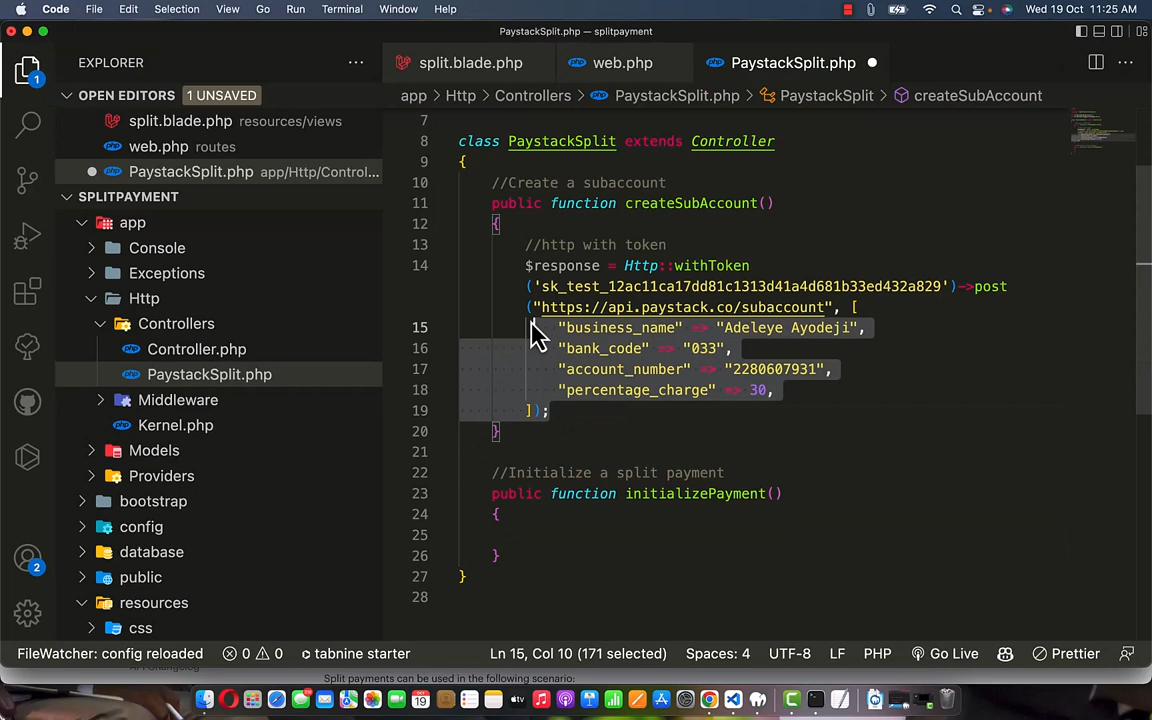 Code File Edit Selection View Go Run Terminal Window Help Wed 19 Oct 11:25 AM
PaystackSplit.php — splitpayment
EXPLORER
split.blade.php
web.php
PaystackSplit.php
OPEN EDITORS 1 UNSAVED
app > Http > Controllers > PaystackSplit.php > PaystackSplit > createSubAccount
split.blade.php resources/views
web.php routes
PaystackSplit.php app/Http/Control...
SPLITPAYMENT
app
Console
Exceptions
Http
Controllers
Controller.php
PaystackSplit.php
Middleware
Kernel.php
Models
Providers
bootstrap
config
database
public
resources
css
1
2
7
8 class PaystackSplit extends Controller
9 {
10 //Create a subaccount
11 public function createSubAccount()
12 {
13 //http with token
14 $response = Http::withToken
('sk_test_12ac11ca17dd81c1313d41a4d681b33ed432a829')->post
("https://api.paystack.co/subaccount", [
15 "business_name" => "Adeleye Ayodeji",
16 "bank_code" => "033",
17 "account_number" => "2280607931",
18 "percentage_charge" => 30,
19 ]);
20 }
21
22 //Initialize a split payment
23 public function initializePayment()
24 {
25
26 }
27 }
28
FileWatcher: config reloaded 0 0 tabnine starter Ln 15, Col 10 (171 selected) Spaces: 4 UTF-8 LF PHP Go Live Prettier
Split payments can be used in the following scenario: